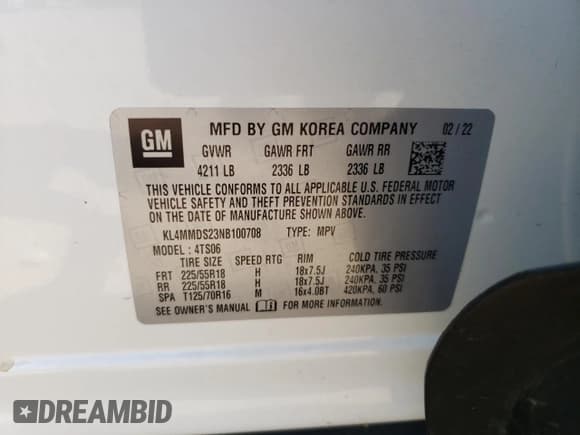 GM
MFD BY GM KOREA COMPANY 02 / 22
GVWR GAWR FRT GAWR RR
4211 LB 2336 LB 2336 LB
THIS VEHICLE CONFORMS TO ALL APPLICABLE U.S. FEDERAL MOTOR
VEHICLE SAFETY AND THEFT PREVENTION STANDARDS IN EFFECT
ON THE DATE OF MANUFACTURE SHOWN ABOVE.
KL4MMDS23NB100708 TYPE: MPV
MODEL : 4TS06
TIRE SIZE SPEED RTG RIM COLD TIRE PRESSURE
FRT 225/55R18 H 18x7.5J 240KPA, 35 PSI
RR 225/55R18 H 18x7.5J 240KPA, 35 PSI
SPA T125/70R16 M 16x4.0BT 420KPA, 60 PSI
SEE OWNER'S MANUAL FOR MORE INFORMATION.
DREAMBID